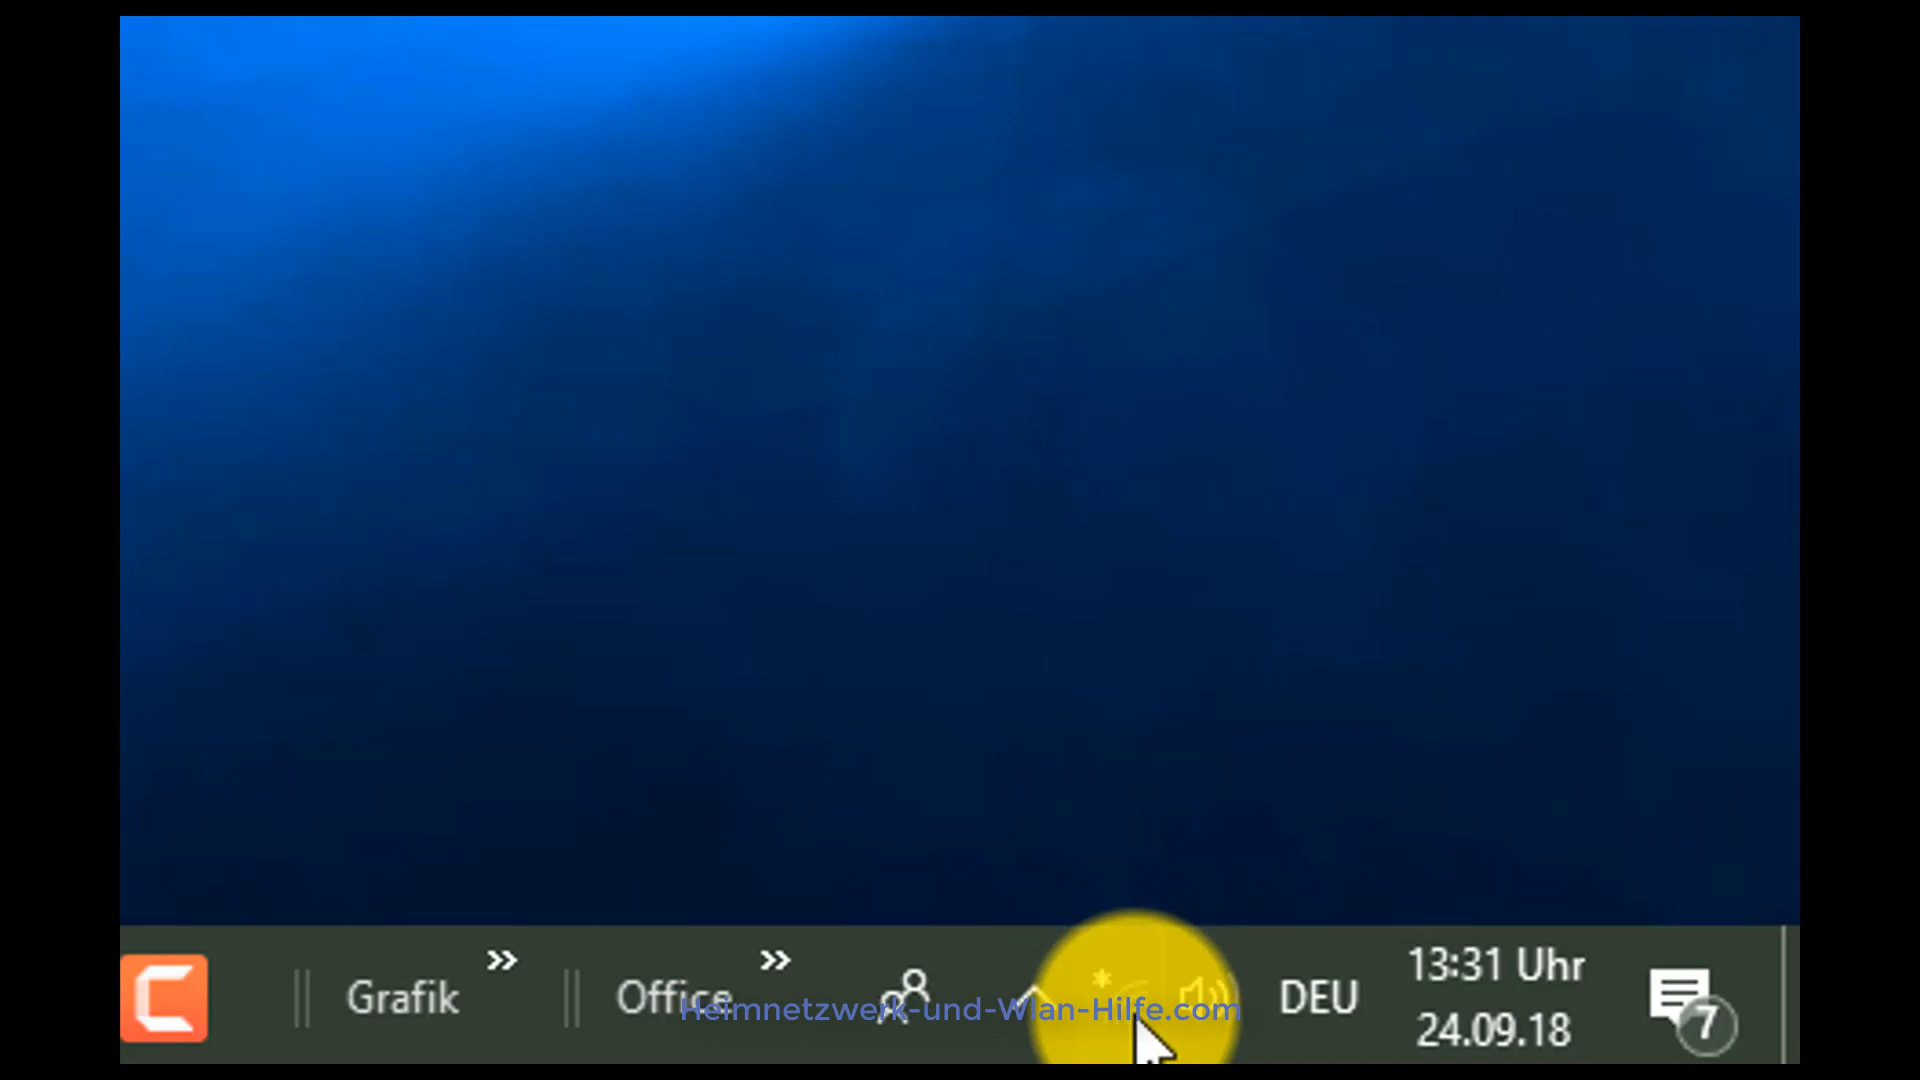 Grafik »
Office »
DEU
13:31 Uhr
24.09.18
7
Heimnetzwerk-und-Wlan-Hilfe.com